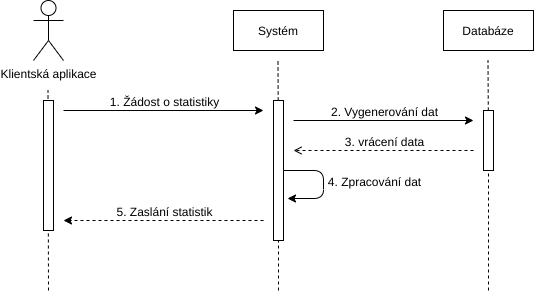 Systém
Databáze
Klientská aplikace
1. Žádost o statistiky
2. Vygenerování dat
3. vrácení data
4. Zpracování dat
5. Zaslání statistik